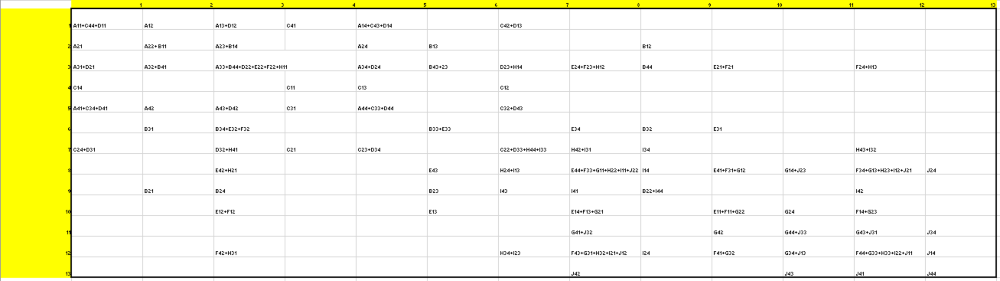 1 2 3 4 5 6 7 8 9 10 11 12 13
1 A11+C44+D11 A12 A13+D12 C41 A14+C43+D14 C42+D13
2 A21 A22+B11 A23+B14 A24 B13 B12
3 A31+D21 A32+B41 A33+B44+D22+E22+F22+H11 A34+D24 B43+23 D23+H14 E24+F23+H12 B44 E21+F21 F24+H13
4 C14 C11 C13 C12
5 A41+C34+D41 A42 A43+D42 C31 A44+C33+D44 C32+D43
6 B31 B34+E32+F32 B33+E33 E34 B32 E31
7 C24+D31 D32+H41 C21 C23+D34 C22+D33+H44+I33 H42+I31 I34 H43+I32
8 E42+H21 E43 H24+I13 E44+F33+G11+H22+I11+J22 I14 E41+F31+G12 G14+J23 F34+G13+H23+I12+J21 J24
9 B21 B24 B23 I43 I41 B22+I44 I42
10 E12+F12 E13 E14+F13+G21 E11+F11+G22 G24 F14+G23
11 G41+J32 G42 G44+J33 G43+J31 J34
12 F42+H31 H34+I23 F43+G31+H32+I21+J12 I24 F41+G32 G34+J13 F44+G33+H33+I22+J11 J14
13 J42 J43 J41 J44